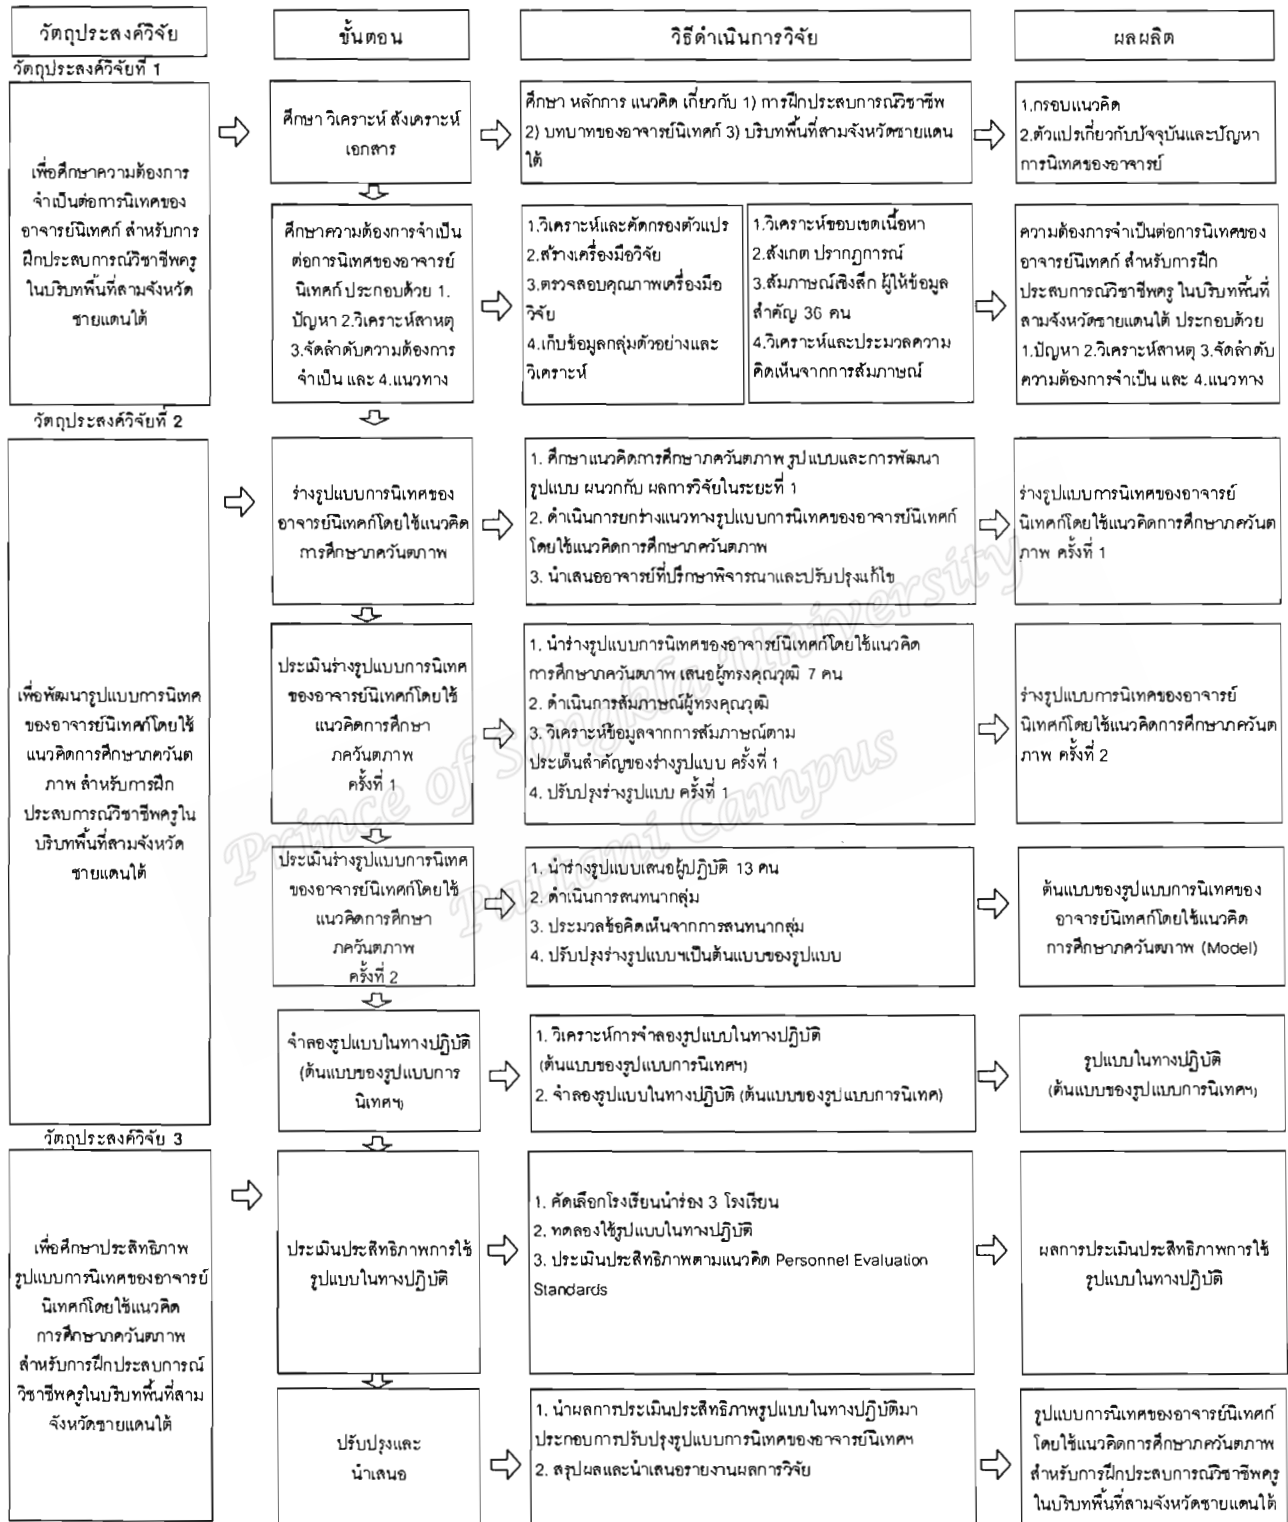 วัตถุประสงค์วิจัย
ขั้นตอน
วิธีดำเนินการวิจัย
ผลผลิต
วัตถุประสงค์วิจัยที่ 1
เพื่อศึกษาความต้องการ
จำเป็นต่อการนิเทศของ
อาจารย์นิเทศก์ สำหรับการ
ฝึกประสบการณ์วิชาชีพครู
ในบริบทพื้นที่สามจังหวัด
ชายแดนใต้
ศึกษา วิเคราะห์ สังเคราะห์
เอกสาร
ศึกษา หลักการ แนวคิด เกี่ยวกับ 1) การฝึกประสบการณ์วิชาชีพ
2) บทบาทของอาจารย์นิเทศก์ 3) บริบทพื้นที่สามจังหวัดชายแดน
ใต้
1.กรอบแนวคิด
2.ตัวแปรเกี่ยวกับปัจจุบันและปัญหา
การนิเทศของอาจารย์
ศึกษาความต้องการจำเป็น
ต่อการนิเทศของอาจารย์
นิเทศก์ ประกอบด้วย 1.
ปัญหา 2.วิเคราะห์สาเหตุ
3.จัดลำดับความต้องการ
จำเป็น และ 4.แนวทาง
1.วิเคราะห์และคัดกรองตัวแปร
2.สร้างเครื่องมือวิจัย
3.ตรวจสอบคุณภาพเครื่องมือ
วิจัย
4.เก็บข้อมูลกลุ่มตัวอย่างและ
วิเคราะห์
1.วิเคราะห์ขอบเขตเนื้อหา
2.สังเกต ปรากฏการณ์
3.สัมภาษณ์เชิงลึก ผู้ให้ข้อมูล
สำคัญ 36 คน
4.วิเคราะห์และประมวลความ
คิดเห็นจากการสัมภาษณ์
ความต้องการจำเป็นต่อการนิเทศของ
อาจารย์นิเทศก์ สำหรับการฝึก
ประสบการณ์วิชาชีพครู ในบริบทพื้นที่
สามจังหวัดชายแดนใต้ ประกอบด้วย
1.ปัญหา 2.วิเคราะห์สาเหตุ 3.จัดลำดับ
ความต้องการจำเป็น และ 4.แนวทาง
วัตถุประสงค์วิจัยที่ 2
เพื่อพัฒนารูปแบบการนิเทศ
ของอาจารย์นิเทศก์โดยใช้
แนวคิดการศึกษาภควันต
ภาพ สำหรับการฝึก
ประสบการณ์วิชาชีพครูใน
บริบทพื้นที่สามจังหวัด
ชายแดนใต้
ร่างรูปแบบการนิเทศของ
อาจารย์นิเทศก์โดยใช้แนวคิด
การศึกษาภควันตภาพ
1. ศึกษาแนวคิดการศึกษาภควันตภาพ รูปแบบและการพัฒนา
รูปแบบ ผนวกกับ ผลการวิจัยในระยะที่ 1
2. ดำเนินการยกร่างแนวทางรูปแบบการนิเทศของอาจารย์นิเทศก์
โดยใช้แนวคิดการศึกษาภควันตภาพ
3. นำเสนออาจารย์ที่ปรึกษาพิจารณาและปรับปรุงแก้ไข
ร่างรูปแบบการนิเทศของอาจารย์
นิเทศก์โดยใช้แนวคิดการศึกษาภควันต
ภาพ ครั้งที่ 1
ประเมินร่างรูปแบบการนิเทศ
ของอาจารย์นิเทศก์โดยใช้
แนวคิดการศึกษา
ภควันตภาพ
ครั้งที่ 1
1. นำร่างรูปแบบการนิเทศของอาจารย์นิเทศก์โดยใช้แนวคิด
การศึกษาภควันตภาพ เสนอผู้ทรงคุณวุฒิ 7 คน
2. ดำเนินการสัมภาษณ์ผู้ทรงคุณวุฒิ
3. วิเคราะห์ข้อมูลจากการสัมภาษณ์ตาม
ประเด็นสำคัญของร่างรูปแบบ ครั้งที่ 1
4. ปรับปรุงร่างรูปแบบ ครั้งที่ 1
ร่างรูปแบบการนิเทศของอาจารย์
นิเทศก์โดยใช้แนวคิดการศึกษาภควันต
ภาพ ครั้งที่ 2
ประเมินร่างรูปแบบการนิเทศ
ของอาจารย์นิเทศก์โดยใช้
แนวคิดการศึกษา
ภควันตภาพ
ครั้งที่ 2
1. นำร่างรูปแบบเสนอผู้ปฏิบัติ 13 คน
2. ดำเนินการสนทนากลุ่ม
3. ประมวลข้อคิดเห็นจากการสนทนากลุ่ม
4. ปรับปรุงร่างรูปแบบฯเป็นต้นแบบของรูปแบบ
ต้นแบบของรูปแบบการนิเทศของ
อาจารย์นิเทศก์โดยใช้แนวคิด
การศึกษาภควันตภาพ (Model)
จำลองรูปแบบในทางปฏิบัติ
(ต้นแบบของรูปแบบการ
นิเทศฯ)
1. วิเคราะห์การจำลองรูปแบบในทางปฏิบัติ
(ต้นแบบของรูปแบบการนิเทศฯ)
2. จำลองรูปแบบในทางปฏิบัติ (ต้นแบบของรูปแบบการนิเทศ)
รูปแบบในทางปฏิบัติ
(ต้นแบบของรูปแบบการนิเทศฯ)
วัตถุประสงค์วิจัย 3
เพื่อศึกษาประสิทธิภาพ
รูปแบบการนิเทศของอาจารย์
นิเทศก์โดยใช้แนวคิด
การศึกษาภควันตภาพ
สำหรับการฝึกประสบการณ์
วิชาชีพครูในบริบทพื้นที่สาม
จังหวัดชายแดนใต้
ประเมินประสิทธิภาพการใช้
รูปแบบในทางปฏิบัติ
1. คัดเลือกโรงเรียนนำร่อง 3 โรงเรียน
2. ทดลองใช้รูปแบบในทางปฏิบัติ
3. ประเมินประสิทธิภาพตามแนวคิด Personnel Evaluation
Standards
ผลการประเมินประสิทธิภาพการใช้
รูปแบบในทางปฏิบัติ
ปรับปรุงและ
นำเสนอ
1. นำผลการประเมินประสิทธิภาพรูปแบบในทางปฏิบัติมา
ประกอบการปรับปรุงรูปแบบการนิเทศของอาจารย์นิเทศฯ
2. สรุปผลและนำเสนอรายงานผลการวิจัย
รูปแบบการนิเทศของอาจารย์นิเทศก์
โดยใช้แนวคิดการศึกษาภควันตภาพ
สำหรับการฝึกประสบการณ์วิชาชีพครู
ในบริบทพื้นที่สามจังหวัดชายแดนใต้
Prince of Songkla University
Pattani Campus